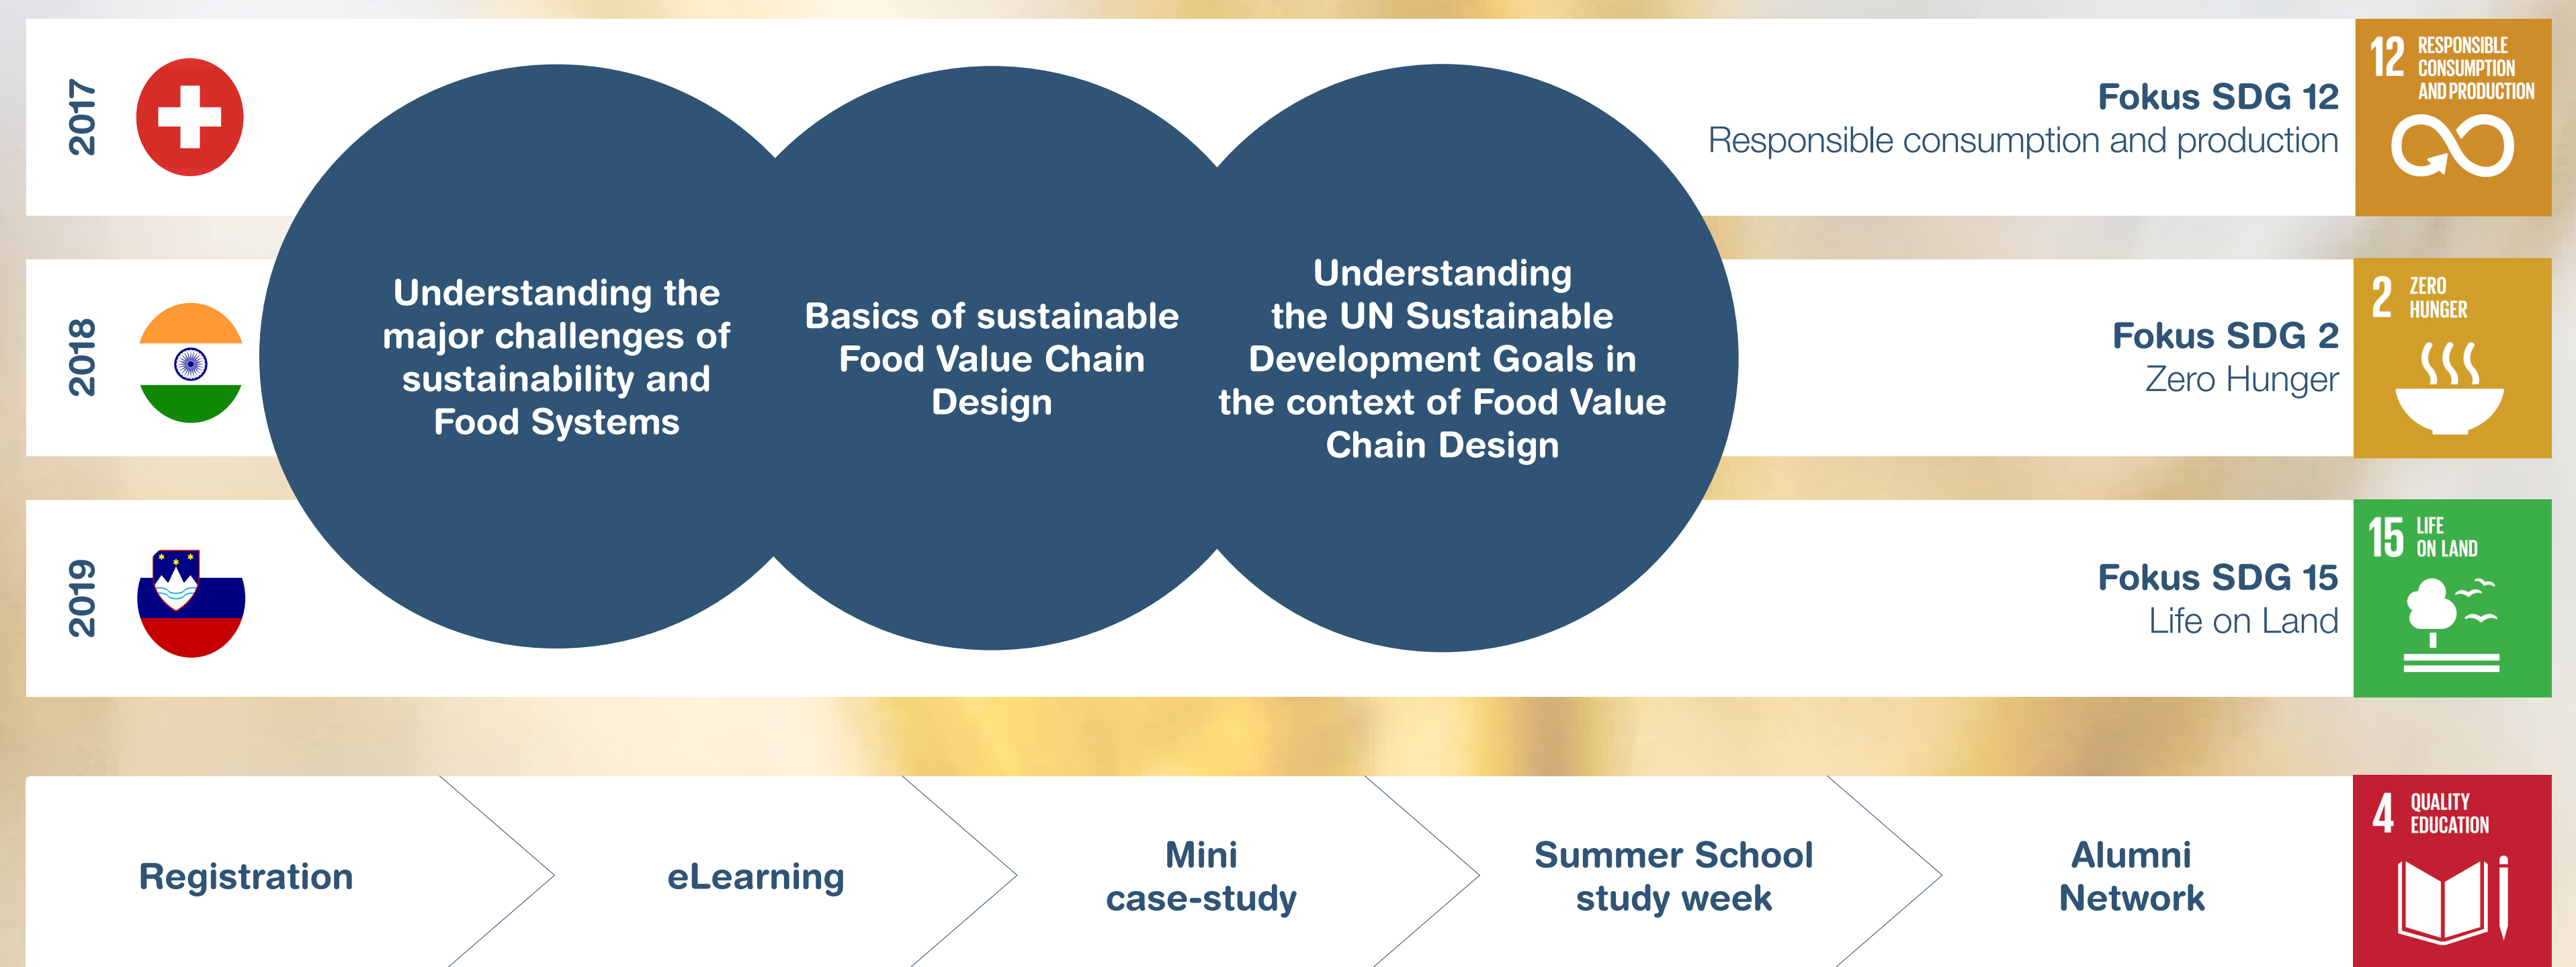 2017
Fokus SDG 12
Responsible consumption and production
12 RESPONSIBLE
CONSUMPTION
AND PRODUCTION
2018
Understanding the
major challenges of
sustainability and
Food Systems
Basics of sustainable
Food Value Chain
Design
Understanding
the UN Sustainable
Development Goals in
the context of Food Value
Chain Design
Fokus SDG 2
Zero Hunger
2 ZERO
HUNGER
2019
Fokus SDG 15
Life on Land
15 LIFE
ON LAND
Registration
eLearning
Mini
case-study
Summer School
study week
Alumni
Network
4 QUALITY
EDUCATION